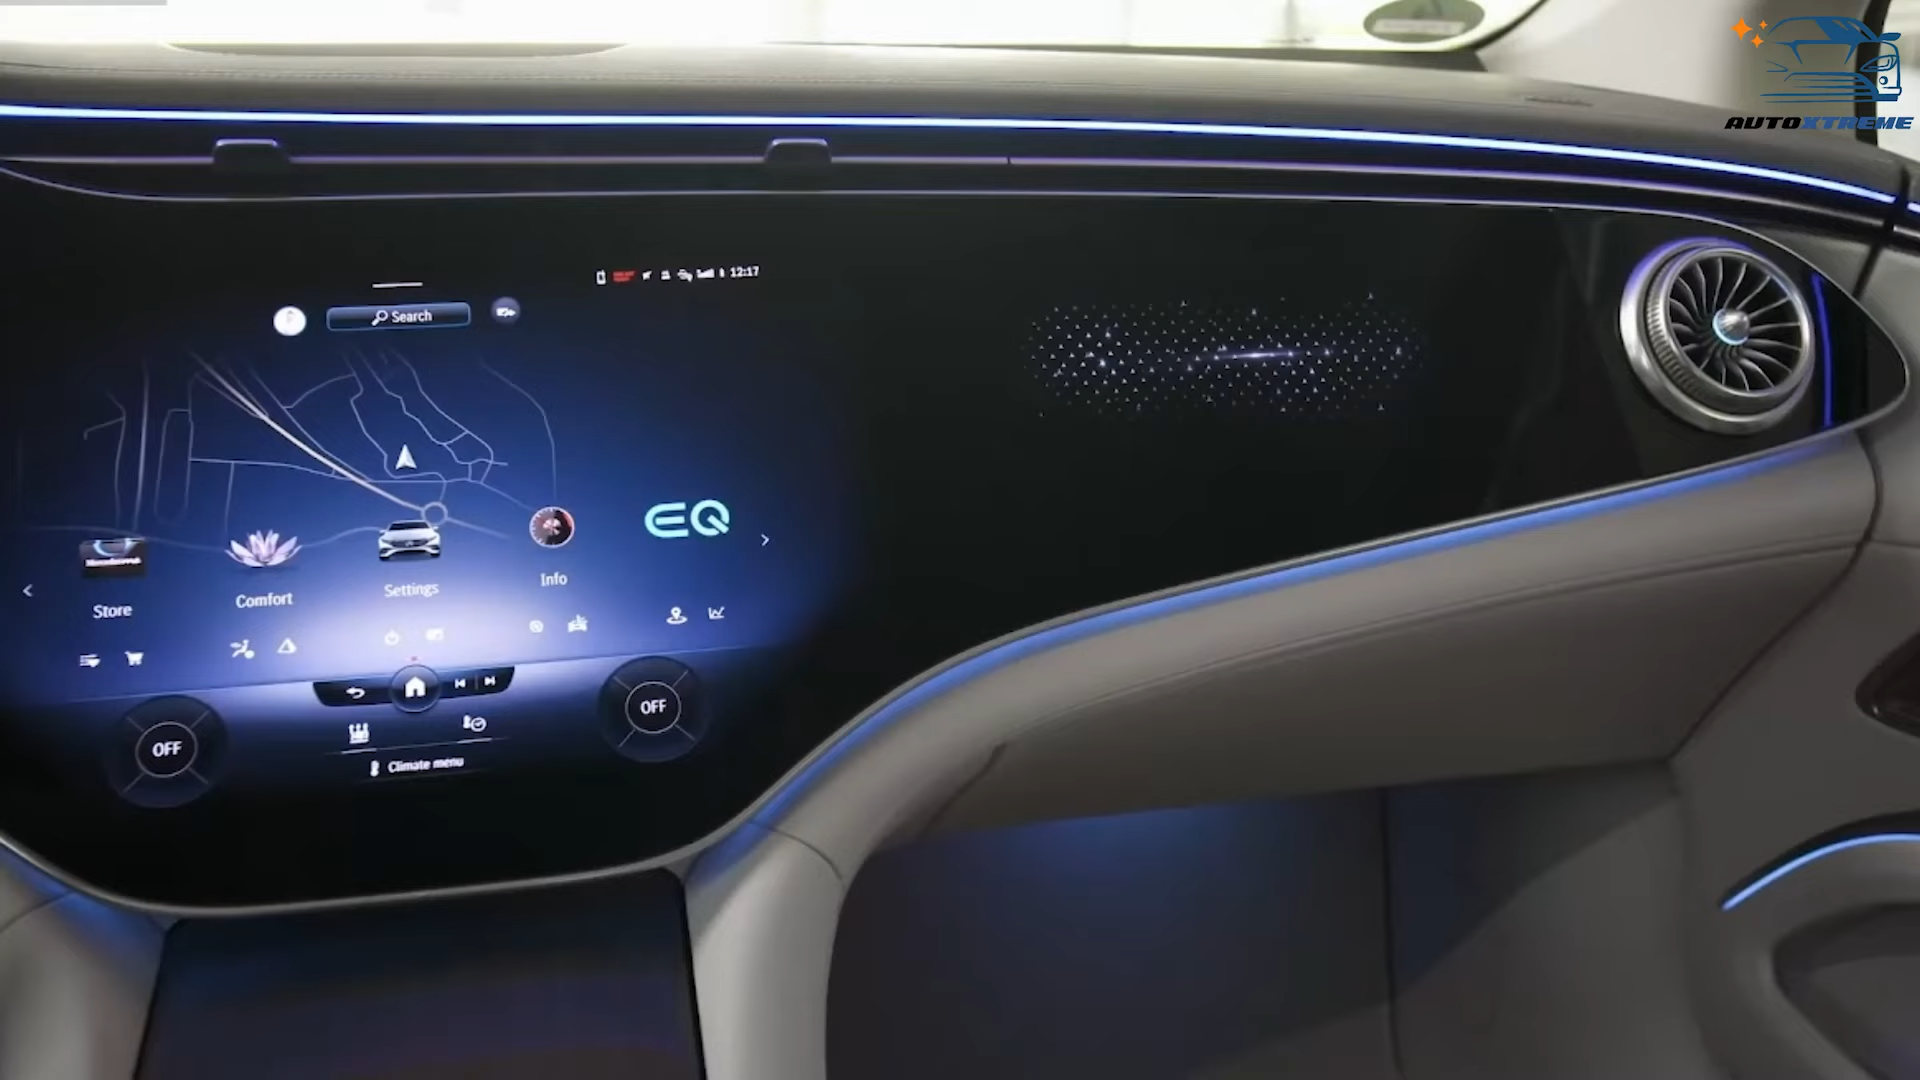 AUTOXTREME
12:17
Search
EQ
Info
Settings
Comfort
Store
OFF
OFF
Climate menu